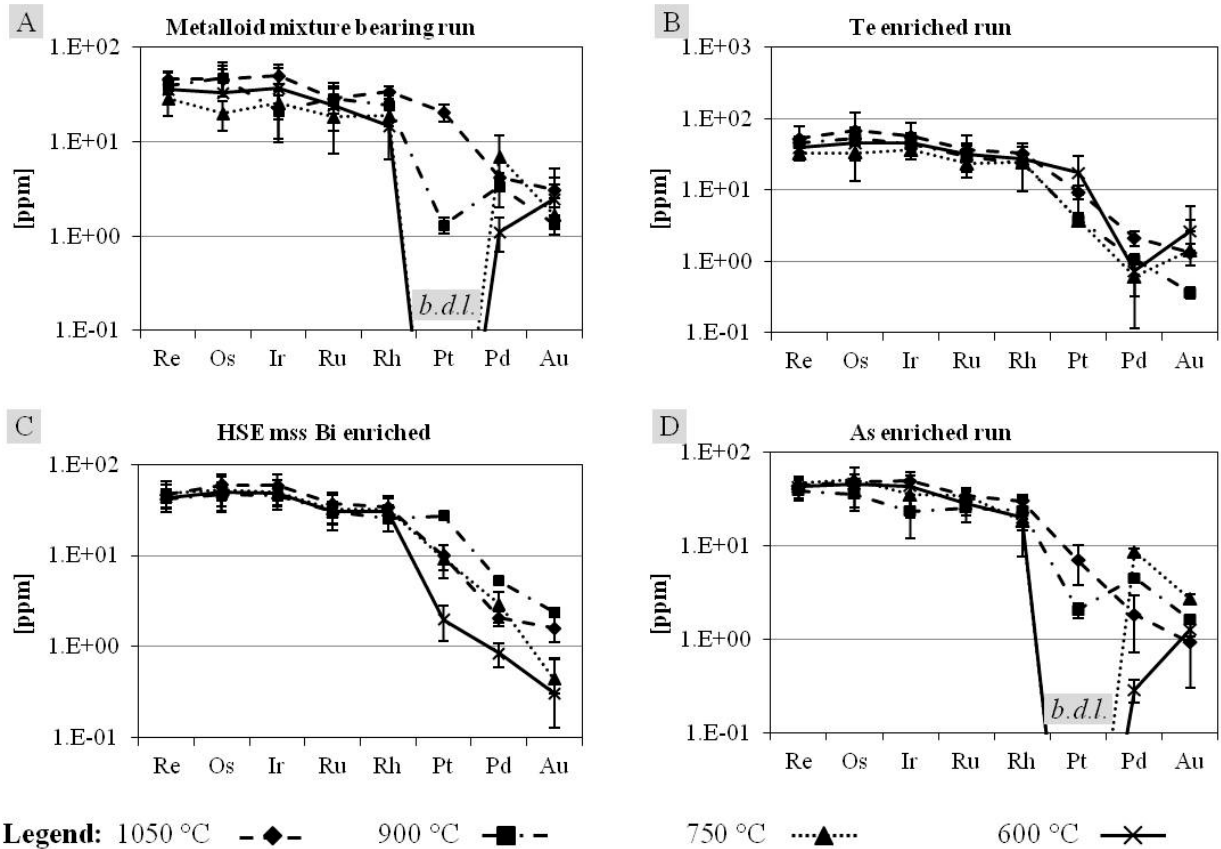 A
Metalloid mixture bearing run
1.E+02
1.E+01
1.E+00
1.E-01
[ppm]
b.d.l.
Re Os Ir Ru Rh Pt Pd Au
B
Te enriched run
1.E+03
1.E+02
1.E+01
1.E+00
1.E-01
[ppm]
Re Os Ir Ru Rh Pt Pd Au
C
HSE mss Bi enriched
1.E+02
1.E+01
1.E+00
1.E-01
[ppm]
Re Os Ir Ru Rh Pt Pd Au
D
As enriched run
1.E+02
1.E+01
1.E+00
1.E-01
[ppm]
b.d.l.
Re Os Ir Ru Rh Pt Pd Au
Legend: 1050 °C 900 °C 750 °C 600 °C